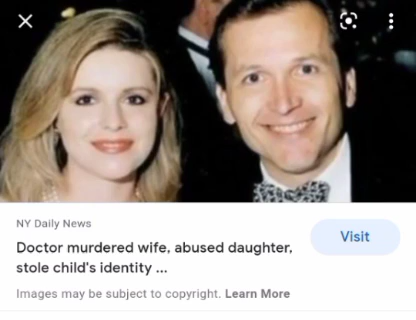 NY Daily News
Doctor murdered wife, abused daughter,
stole child's identity ...
Visit
Images may be subject to copyright. Learn More